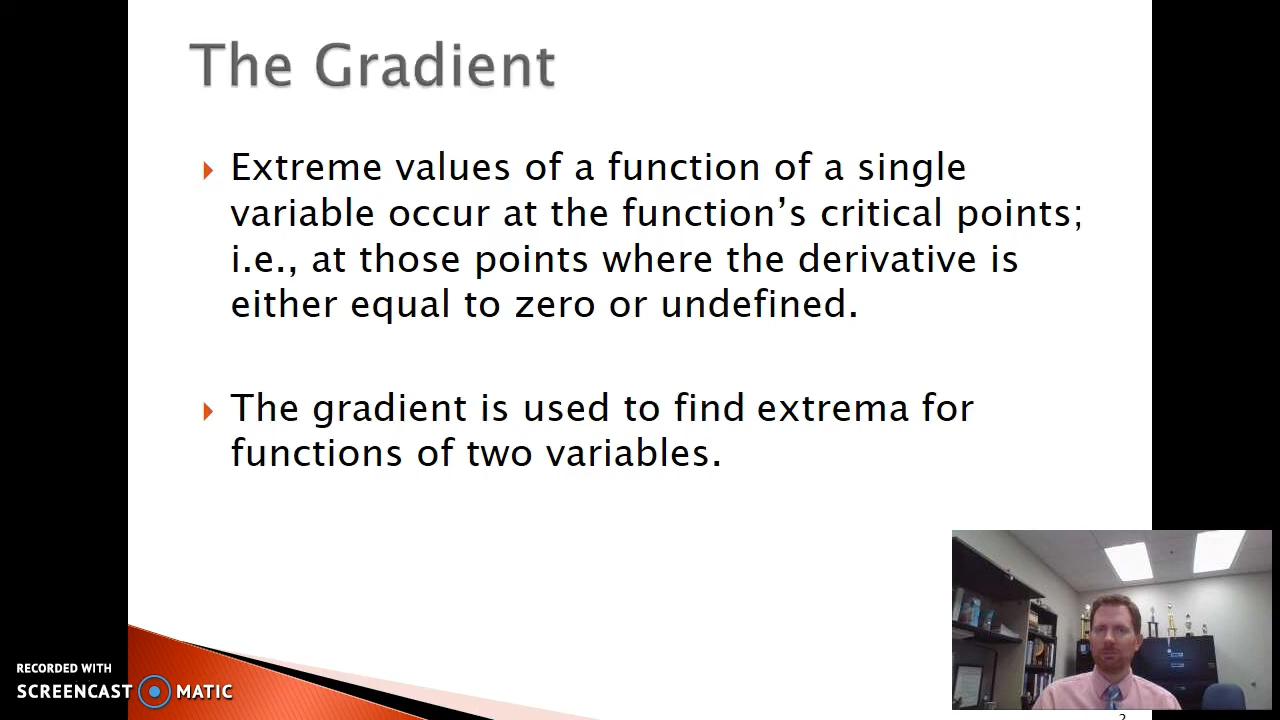 The Gradient
Extreme values of a function of a single
variable occur at the function’s critical points;
i.e., at those points where the derivative is
either equal to zero or undefined.
The gradient is used to find extrema for
functions of two variables.
RECORDED WITH
SCREENCAST MATIC
2